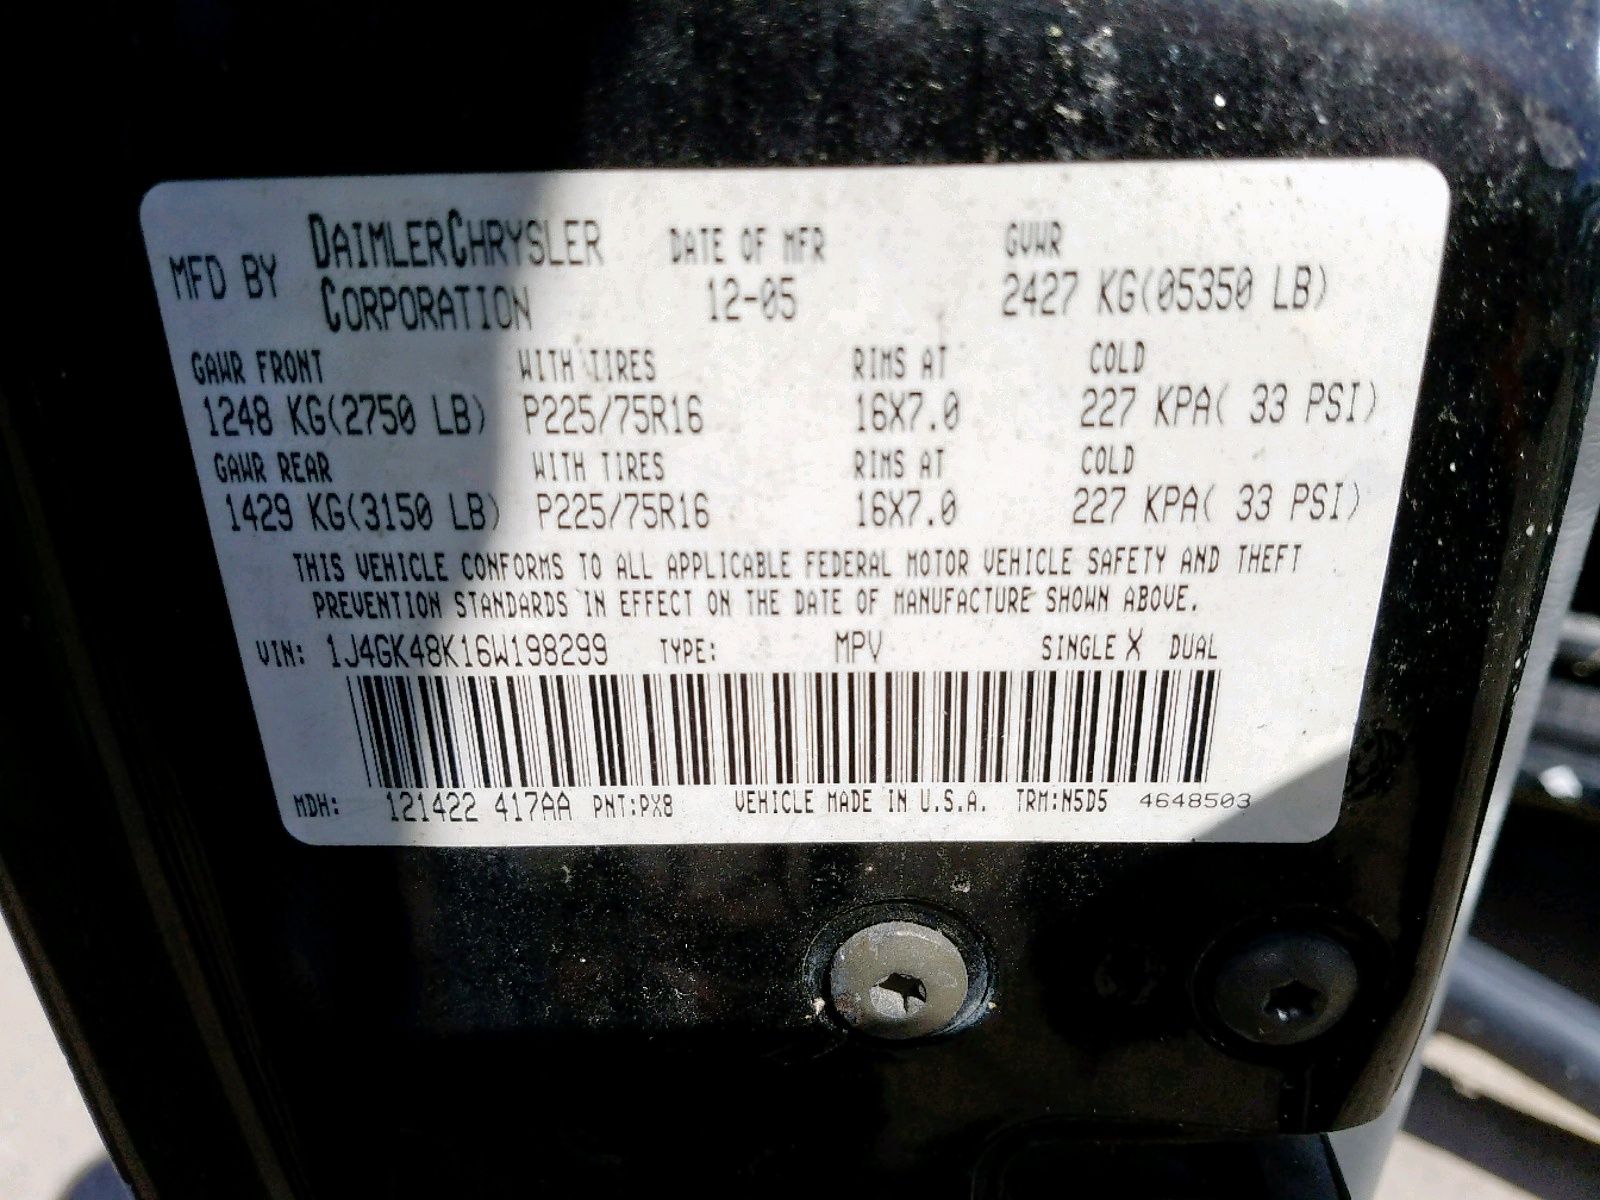 MFD BY DAIMLERCHRYSLER CORPORATION DATE OF MFR 12-05 GVWR 2427 KG(05350 LB)
GAWR FRONT WITH TIRES RIMS AT COLD
1248 KG(2750 LB) P225/75R16 16X7.0 227 KPA( 33 PSI)
GAWR REAR WITH TIRES RIMS AT COLD
1429 KG(3150 LB) P225/75R16 16X7.0 227 KPA( 33 PSI)
THIS VEHICLE CONFORMS TO ALL APPLICABLE FEDERAL MOTOR VEHICLE SAFETY AND THEFT
PREVENTION STANDARDS IN EFFECT ON THE DATE OF MANUFACTURE SHOWN ABOVE.
VIN: 1J4GK48K16W198299 TYPE: MPV SINGLE X DUAL
MDH: 121422 417AA PNT:PX8 VEHICLE MADE IN U.S.A. TRM:N5D5 4648503